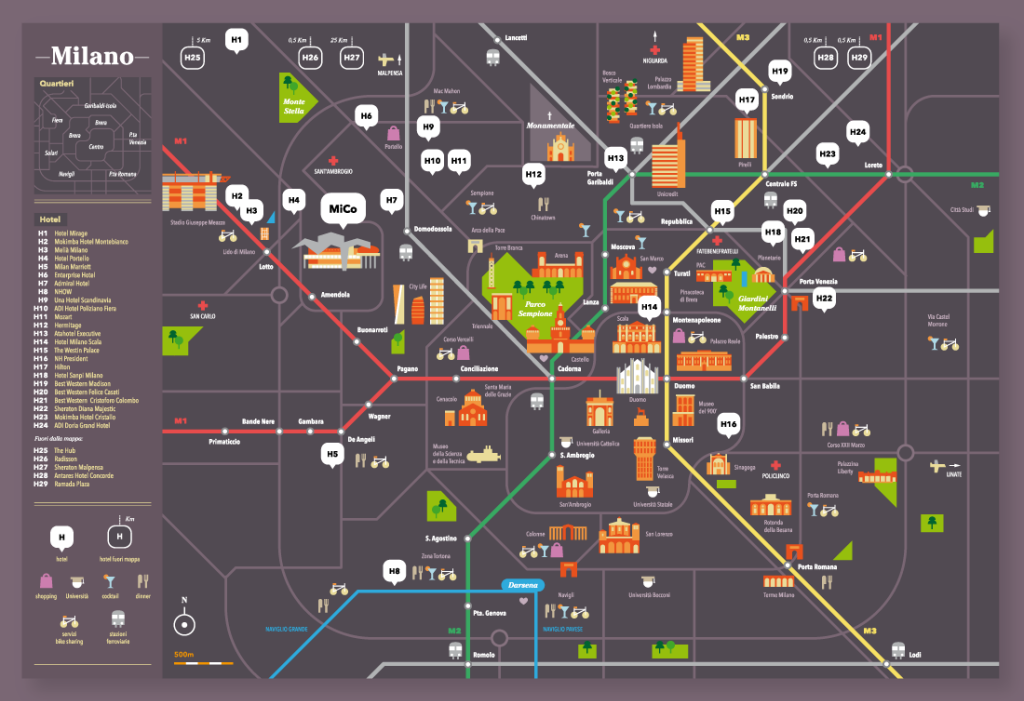 Milano
Quartieri
Garibaldi-Isola
Fiera
Brera
Brera
P.ta
Venezia
Centro
Solari
Navigli
P.ta Romana
Hotel
H1 Hotel Mirage
H2 Mokimba Hotel Montebianco
H3 Melià Milano
H4 Hotel Portello
H5 Milan Marriott
H6 Enterprise Hotel
H7 Admiral Hotel
H8 NHOW
H9 Una Hotel Scandinavia
H10 ADI Hotel Poliziano Fiera
H11 Mozart
H12 Hermitage
H13 Atahotel Executive
H14 Hotel Milano Scala
H15 The Westin Palace
H16 NH President
H17 Hilton
H18 Hotel Sanpi Milano
H19 Best Western Madison
H20 Best Western Felice Casati
H21 Best Western Cristoforo Colombo
H22 Sheraton Diana Majestic
H23 Mokimba Hotel Cristallo
H24 ADI Doria Grand Hotel
Fuori dalla mappa:
H25 The Hub
H26 Radisson
H27 Sheraton Malpensa
H28 Antares Hotel Concorde
H29 Ramada Plaza
Km
H
H
hotel
hotel fuori mappa
shopping
Università
cocktail
dinner
servizi
bike sharing
stazioni
ferroviarie
5 Km
H25
H1
0,5 Km
H26
25 Km
H27
MALPENSA
Lancetti
NIGUARDA
M3
0,5 Km
H28
0,5 Km
H29
M1
Monte
Stella
Mac Mahon
Bosco
Verticale
Palazzo
Lombardia
H19
Sondrio
H6
H9
Portello
Monumentale
Quartiere Isola
H17
H24
M1
H10
H11
H13
Pirelli
H23
Loreto
SANT'AMBROGIO
H12
Porta
Garibaldi
Unicredit
Centrale FS
M2
H2
H3
H4
MiCo
H7
Sempione
Chinatown
H15
H20
Città Studi
Stadio Giuseppe Meazza
Lido di Milano
Domodossola
Arco della Pace
Repubblica
H18
H21
Lotto
Torre Branca
Arena
Moscova
San Marco
FATEBENEFRATELLI
PAC
Planetario
Turati
Porta Venezia
Amendola
City Life
Parco
Sempione
Lanza
Pinacoteca
di Brera
Giardini
Montanelli
H22
SAN CARLO
Triennale
Scala
H14
Montenapoleone
Via Castel
Morrone
Buonarroti
Corso Vercelli
Castello
Palazzo Reale
Palestro
Pagano
Conciliazione
Cadorna
Duomo
San Babila
Santa Maria
delle Grazie
Cenacolo
Duomo
Museo
del 900'
Wagner
Galleria
M1
Primaticcio
Bande Nere
Gambara
De Angeli
H16
H5
Museo
della Scienza
e della Tecnica
Università Cattolica
S. Ambrogio
Missori
Corso XXII Marzo
Torre
Velasca
Sinagoga
POLICLINCO
Palazzina
Liberty
LINATE
Sant'Ambrogio
Università Statale
Porta Romana
Rotonda
della Besana
S. Agostino
Colonne
San Lorenzo
Zona Tortona
H8
Darsena
Università Bocconi
Porta Romana
Terme Milano
N
Navigli
Pta. Genova
NAVIGLIO GRANDE
NAVIGLIO PAVESE
M2
M3
500m
Romolo
Lodi